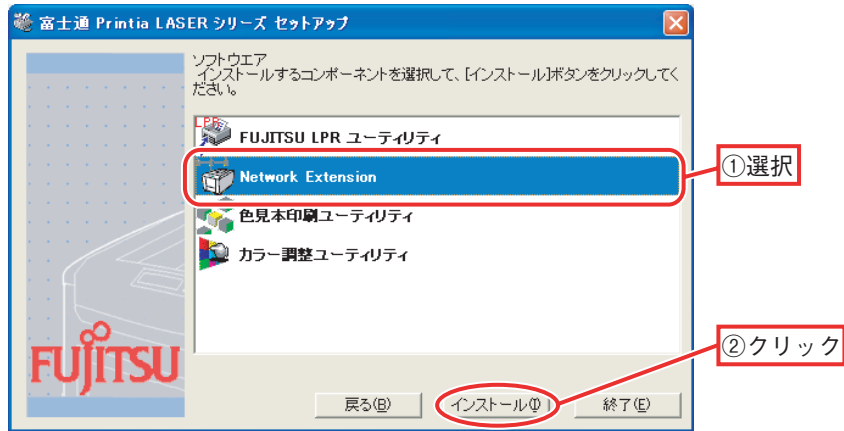 富士通 Printia LASER シリーズ セットアップ
ソフトウエア
インストールするコンポーネントを選択して、[インストール]ボタンをクリックしてく
ださい。
LPR
FUJITSU LPR ユーティリティ
Network Extension
①選択
色見本印刷ユーティリティ
カラー調整ユーティリティ
②クリック
FUJITSU
戻る(B)
インストール(I)
終了(E)